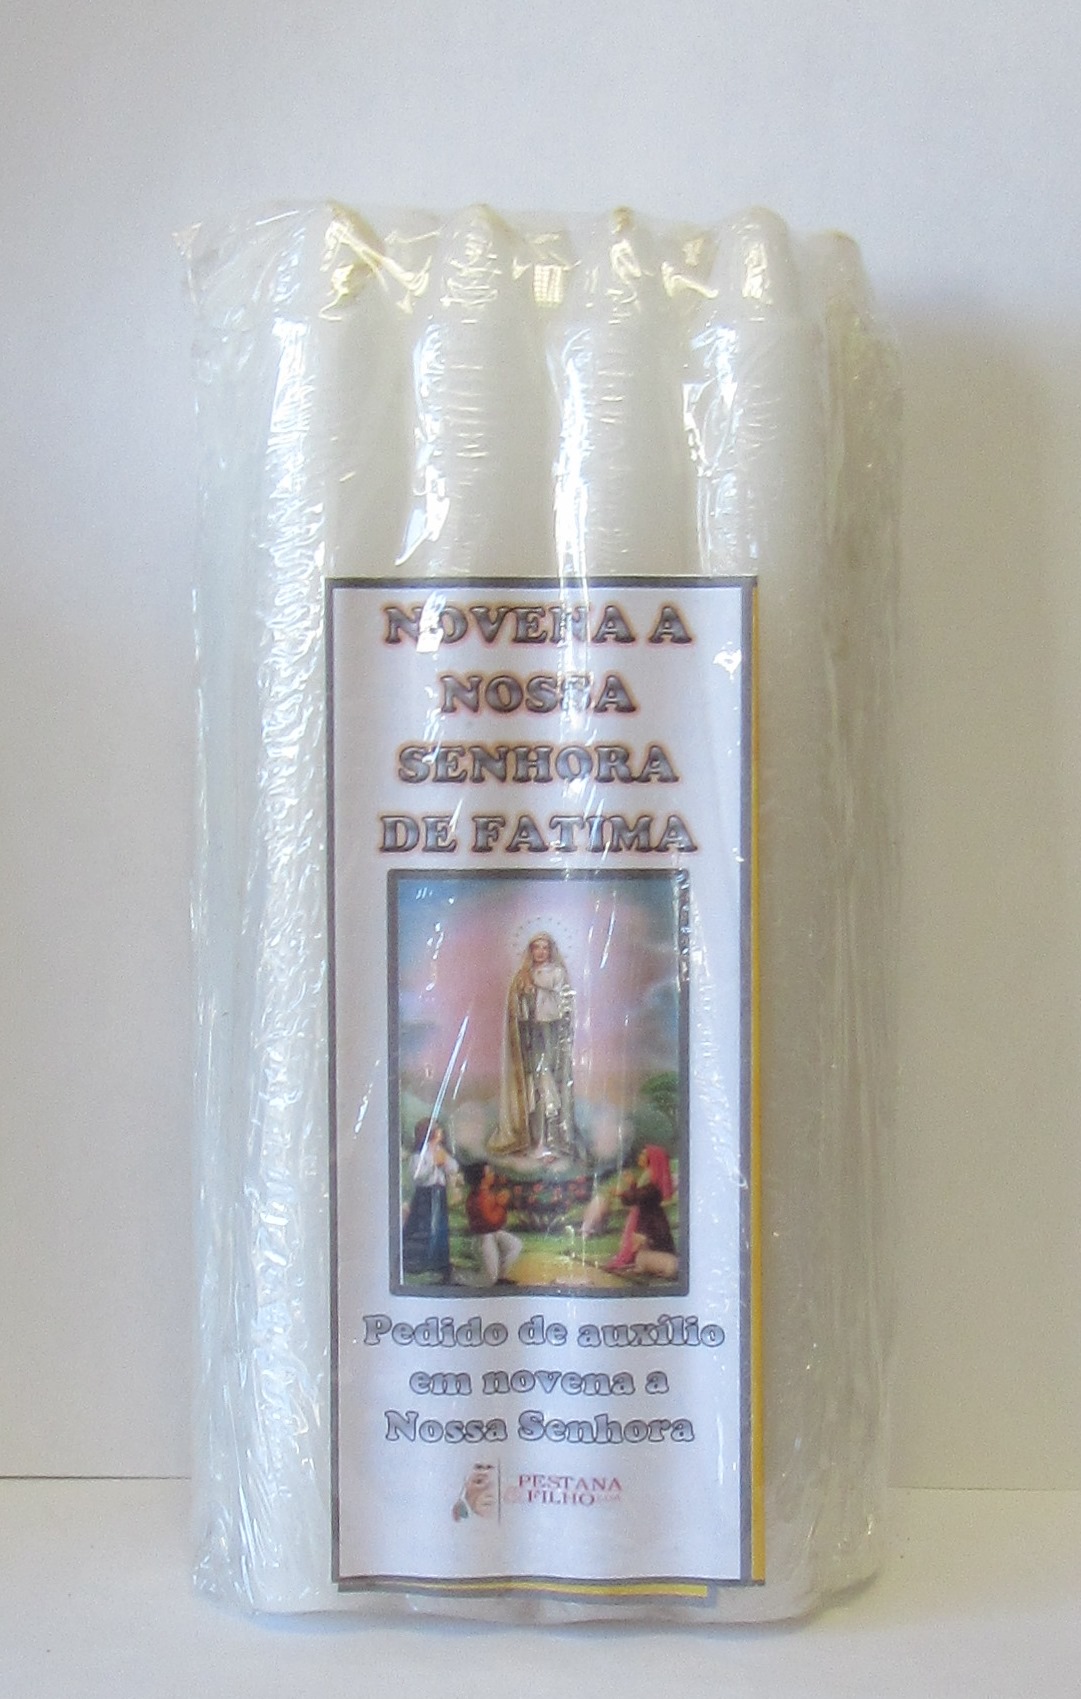 NOVENA A
NOSSA
SENHORA
DE FATIMA
Pedido de auxílio
em novena a
Nossa Senhora
PESTANA
FILHO